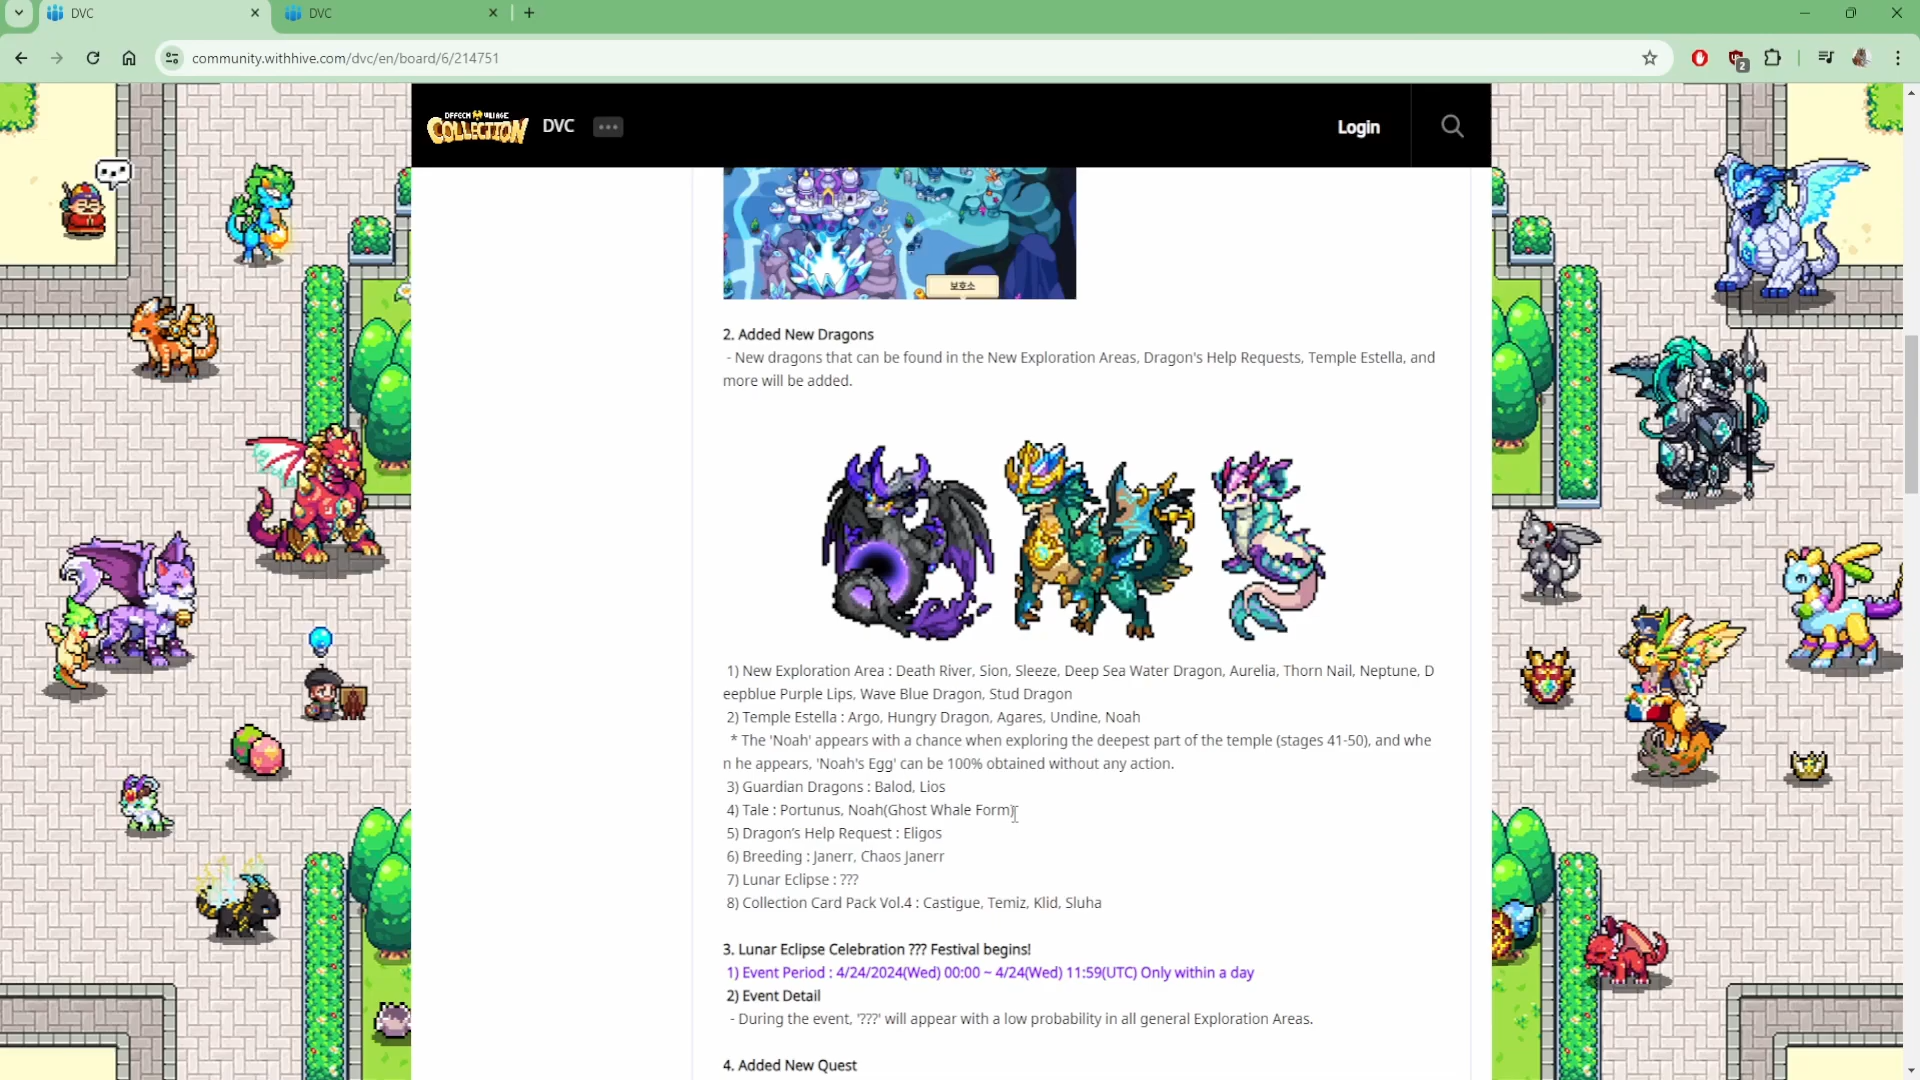 DVC
DVC
community.withhive.com/dvc/en/board/6/214751
2
COLLECTION
DVC
Login
보호소
2. Added New Dragons
- New dragons that can be found in the New Exploration Areas, Dragon's Help Requests, Temple Estella, and
more will be added.
1) New Exploration Area : Death River, Sion, Sleeze, Deep Sea Water Dragon, Aurelia, Thorn Nail, Neptune, D
eepblue Purple Lips, Wave Blue Dragon, Stud Dragon
2) Temple Estella : Argo, Hungry Dragon, Agares, Undine, Noah
* The 'Noah' appears with a chance when exploring the deepest part of the temple (stages 41-50), and whe
n he appears, 'Noah's Egg' can be 100% obtained without any action.
3) Guardian Dragons : Balod, Lios
4) Tale : Portunus, Noah(Ghost Whale Form)
5) Dragon’s Help Request : Eligos
6) Breeding : Janerr, Chaos Janerr
7) Lunar Eclipse : ???
8) Collection Card Pack Vol.4 : Castigue, Temiz, Klid, Sluha
3. Lunar Eclipse Celebration ??? Festival begins!
1) Event Period : 4/24/2024(Wed) 00:00 ~ 4/24(Wed) 11:59(UTC) Only within a day
2) Event Detail
- During the event, '???' will appear with a low probability in all general Exploration Areas.
4. Added New Quest